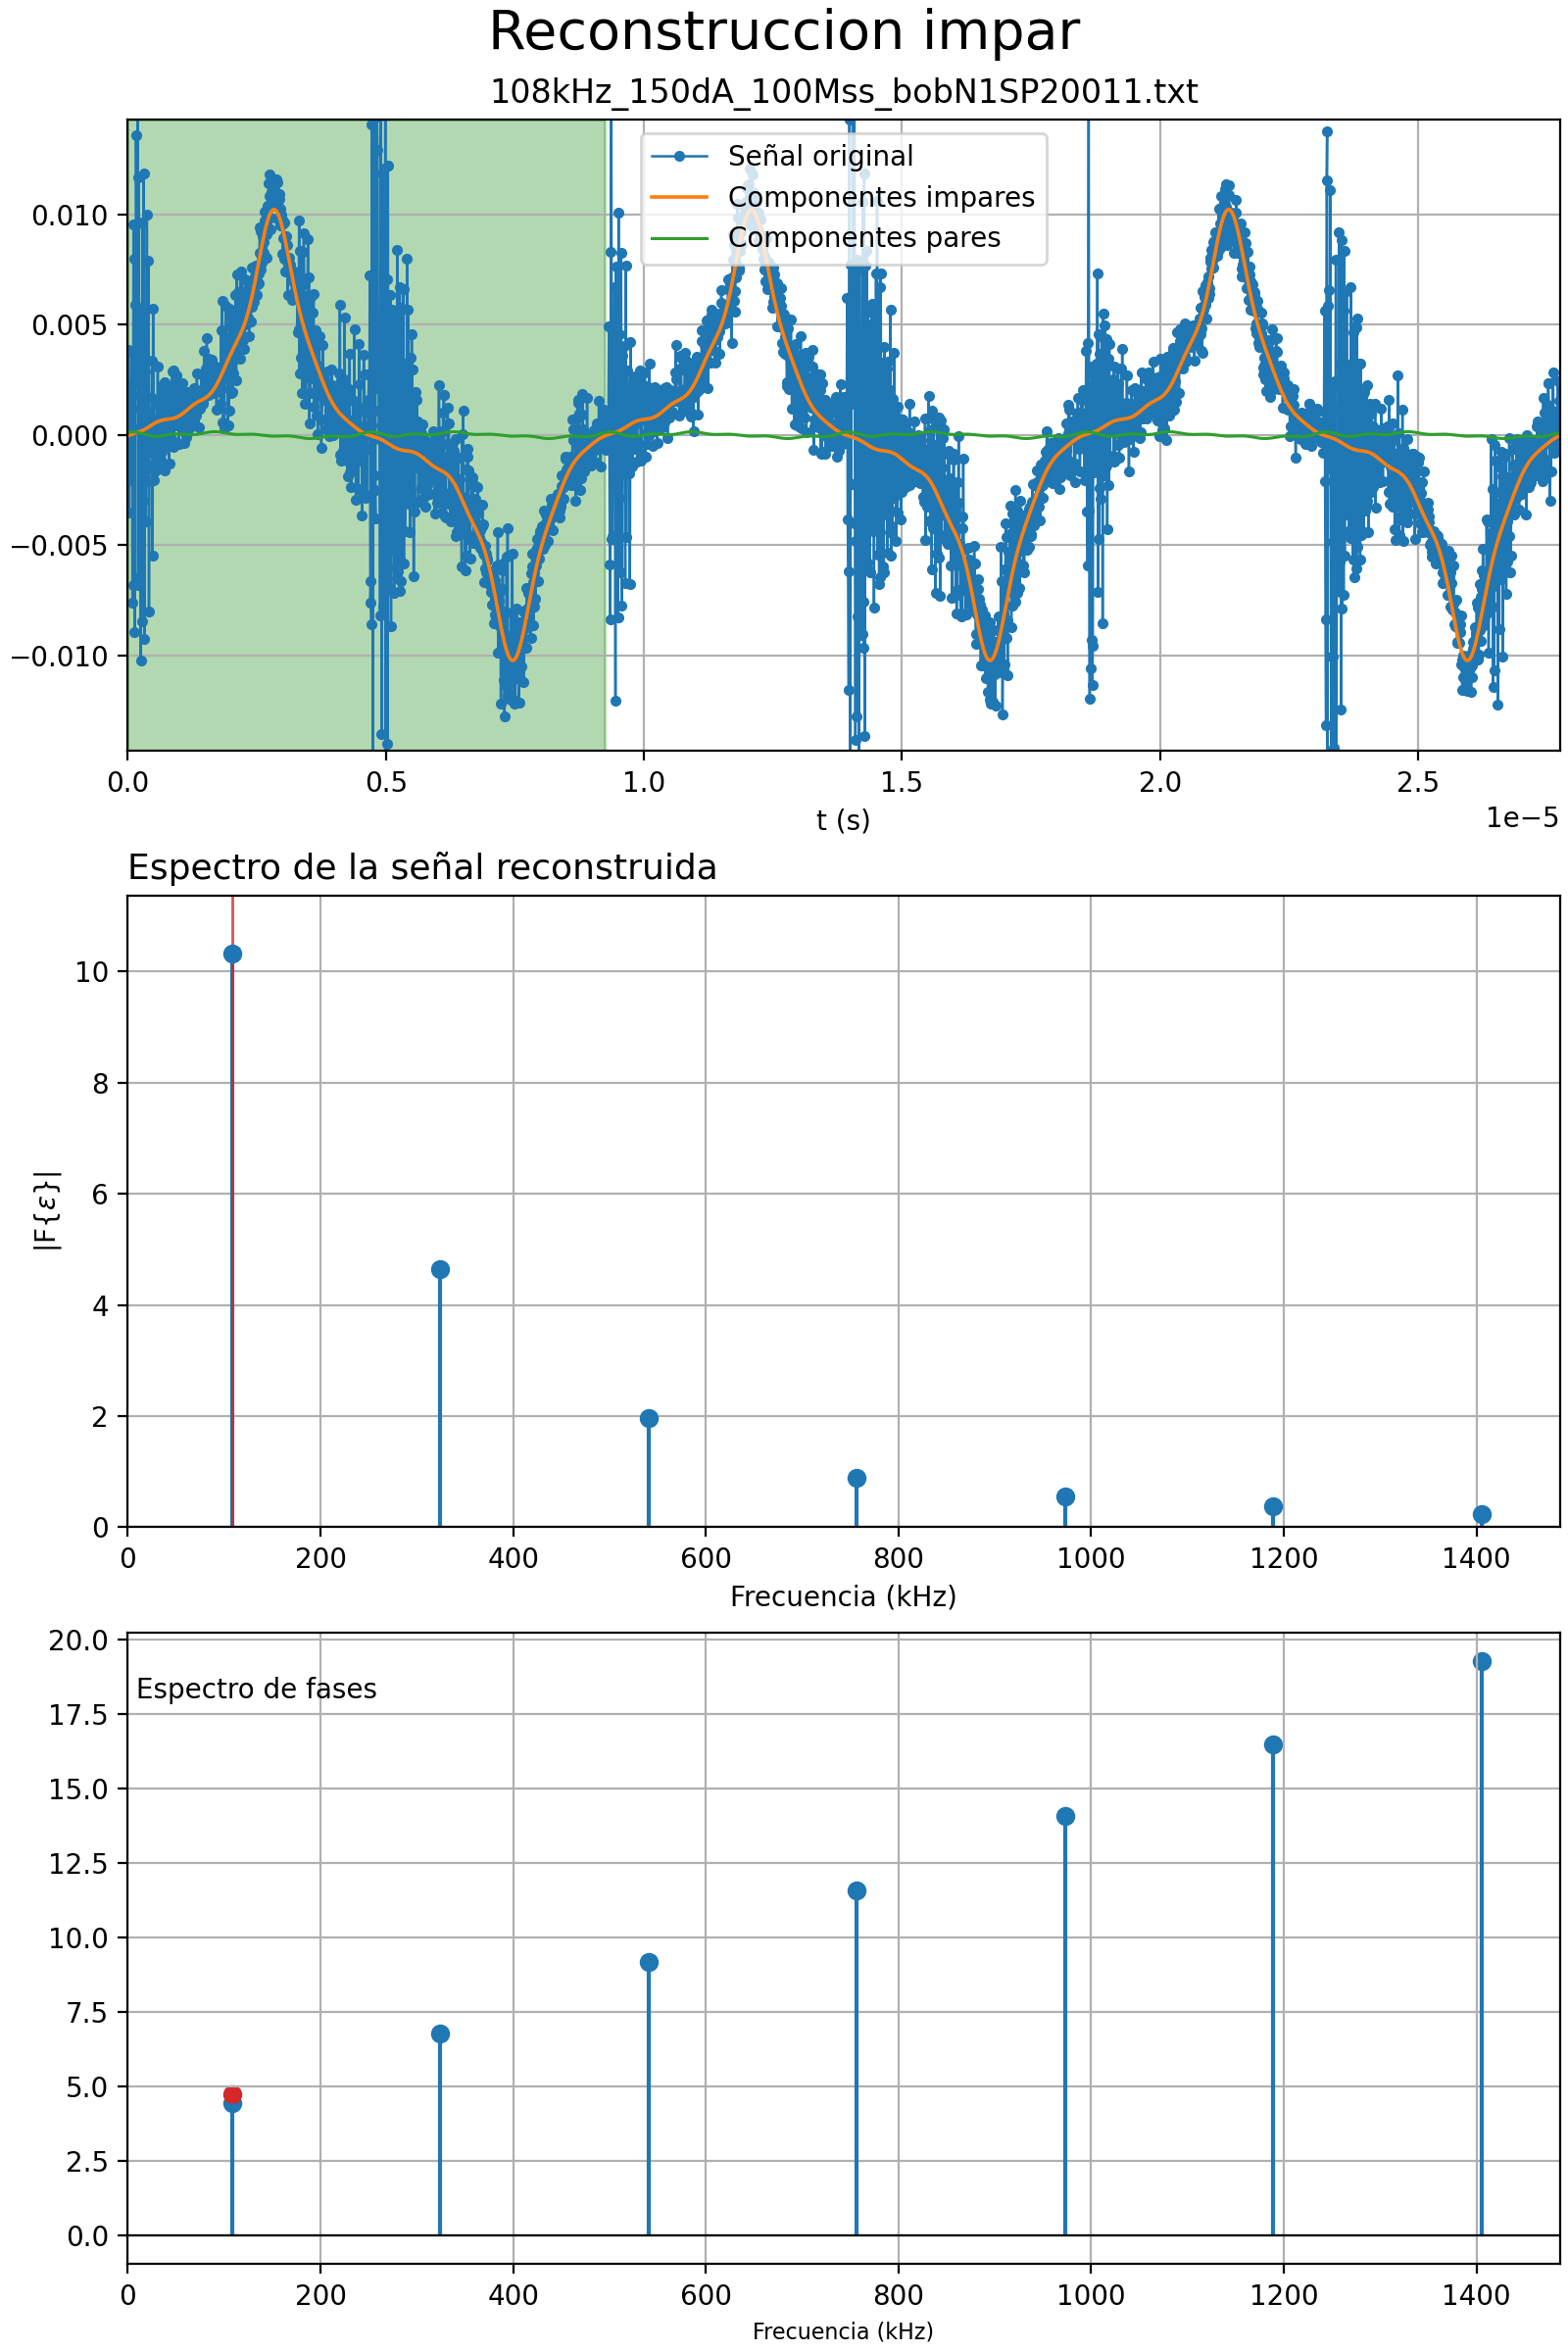 Reconstruccion impar
108kHz_150dA_100Mss_bobN1SP20011.txt
Señal original
Componentes impares
Componentes pares
0.010
0.005
0.000
−0.005
−0.010
0.0 0.5 1.0 1.5 2.0 2.5
t (s)
1e−5
Espectro de la señal reconstruida
10
8
6
4
2
0
|F{ε}|
0 200 400 600 800 1000 1200 1400
Frecuencia (kHz)
Espectro de fases
20.0
17.5
15.0
12.5
10.0
7.5
5.0
2.5
0.0
0 200 400 600 800 1000 1200 1400
Frecuencia (kHz)